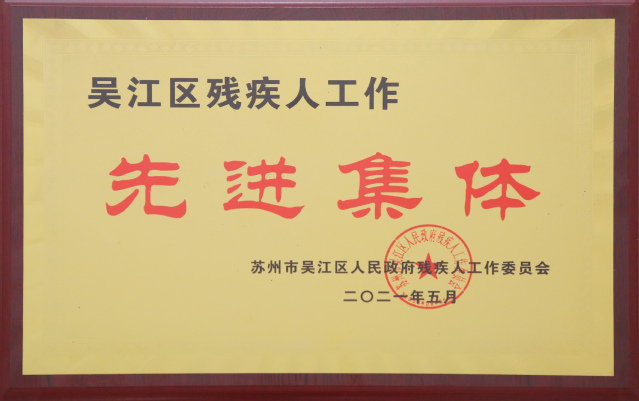 吴江区残疾人工作
先进集体
苏州市吴江区人民政府残疾人工作委员会
二〇二一年五月